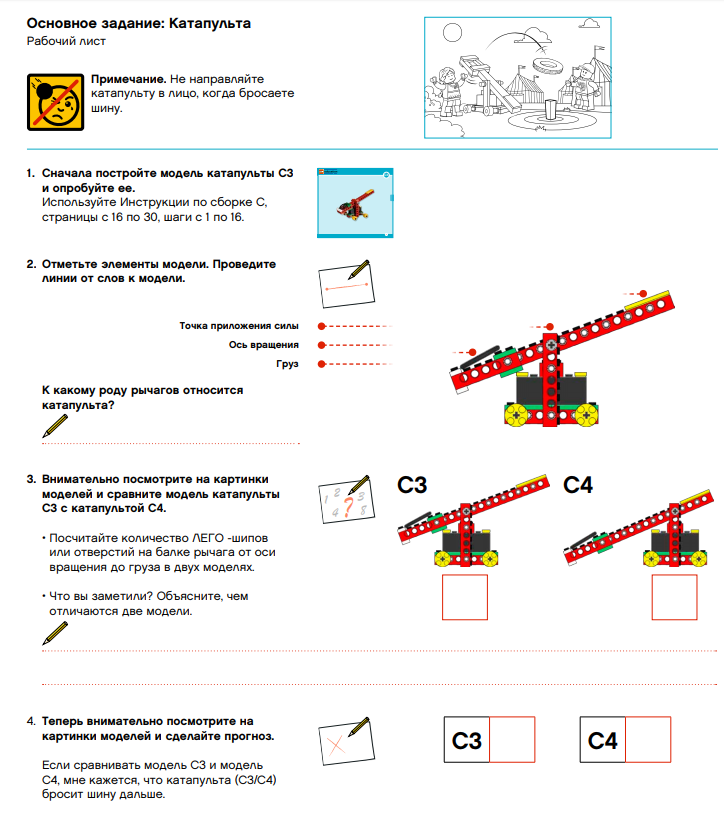 Основное задание: Катапульта
Рабочий лист
Примечание. Не направляйте
катапульту в лицо, когда бросаете
шину.
1. Сначала постройте модель катапульты С3
и опробуйте ее.
Используйте Инструкции по сборке С,
страницы с 16 по 30, шаги с 1 по 16.
2. Отметьте элементы модели. Проведите
линии от слов к модели.
Точка приложения силы
Ось вращения
Груз
К какому роду рычагов относится
катапульта?
3. Внимательно посмотрите на картинки
моделей и сравните модель катапульты
С3 с катапультой С4.
• Посчитайте количество ЛЕГО -шипов
или отверстий на балке рычага от оси
вращения до груза в двух моделях.
• Что вы заметили? Объясните, чем
отличаются две модели.
С3
С4
4. Теперь внимательно посмотрите на
картинки моделей и сделайте прогноз.
Если сравнивать модель С3 и модель
С4, мне кажется, что катапульта (С3/С4)
бросит шину дальше.
С3
С4